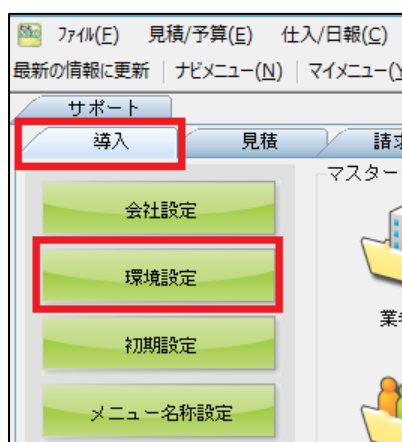 ﾌｧｲﾙ(F) 見積/予算(E) 仕入/日報(C)
最新の情報に更新 ナビメニュー(N) マイメニュー(
サポート
導入 見積 請求
マスター
会社設定
環境設定
業者
初期設定
メニュー名称設定